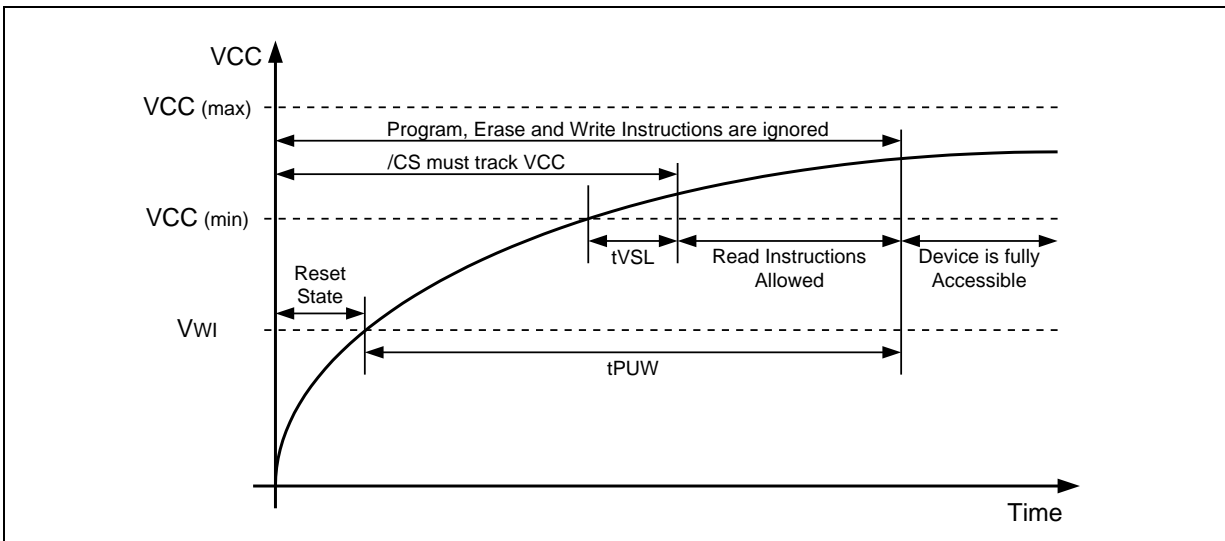 VCC
VCC (max)
Program, Erase and Write Instructions are ignored
/CS must track VCC
VCC (min)
tVSL
Read Instructions
Allowed
Device is fully
Accessible
Reset
State
VWI
tPUW
Time